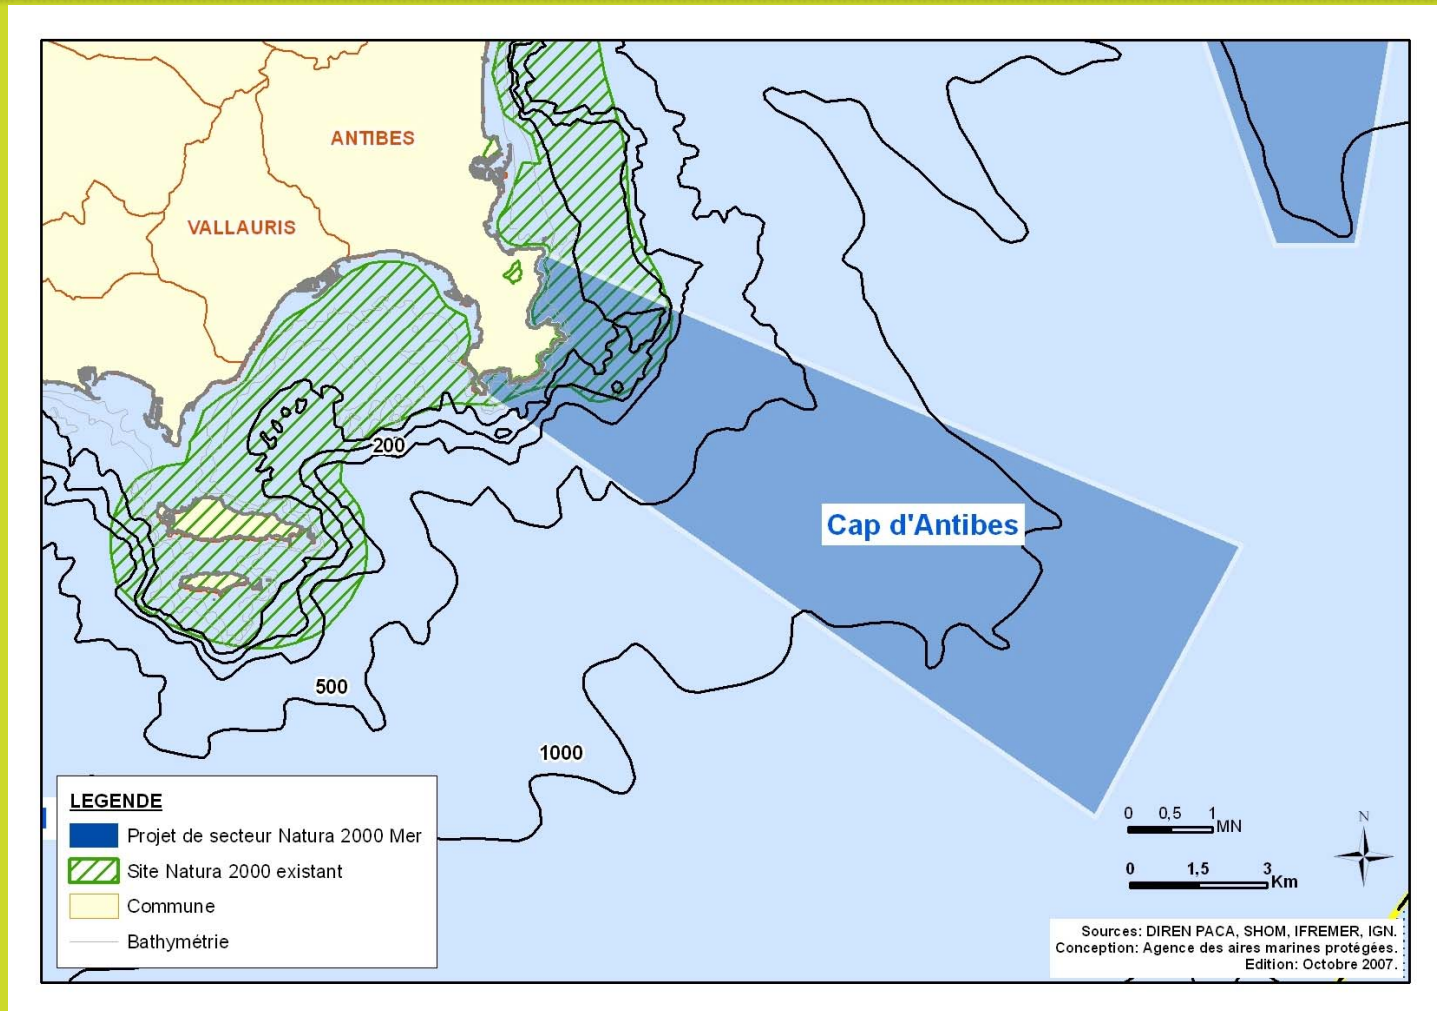 ANTIBES
VALLAURIS
200
Cap d'Antibes
500
1000
LEGENDE
Projet de secteur Natura 2000 Mer
Site Natura 2000 existant
Commune
Bathymétrie
0 0,5 1
MN
N
0 1,5 3
Km
Sources: DIREN PACA, SHOM, IFREMER, IGN.
Conception: Agence des aires marines protégées.
Edition: Octobre 2007.